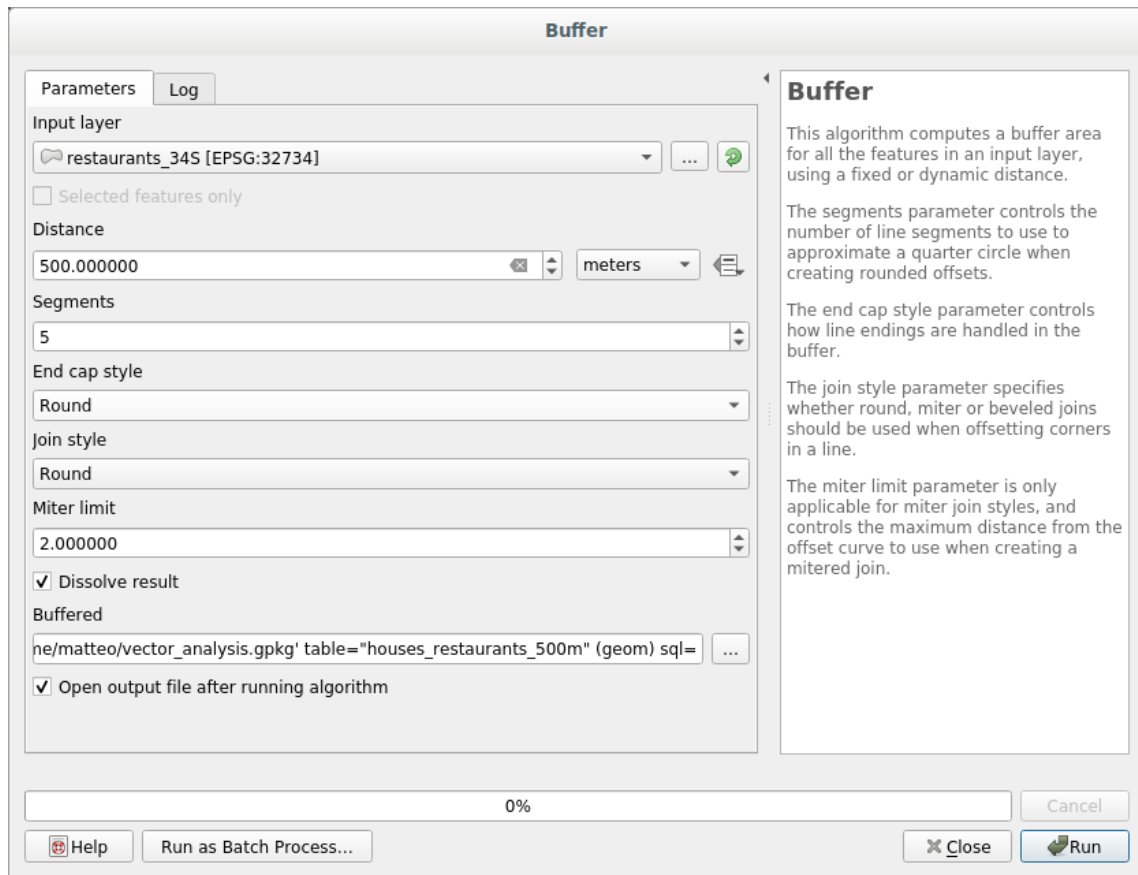 Buffer
Parameters
Log
Input layer
restaurants_34S [EPSG:32734]
...
Selected features only
Distance
500.000000
meters
Segments
5
End cap style
Round
Join style
Round
Miter limit
2.000000
Dissolve result
Buffered
ne/matteo/vector_analysis.gpkg' table="houses_restaurants_500m" (geom) sql=
...
Open output file after running algorithm
Buffer
This algorithm computes a buffer area
for all the features in an input layer,
using a fixed or dynamic distance.
The segments parameter controls the
number of line segments to use to
approximate a quarter circle when
creating rounded offsets.
The end cap style parameter controls
how line endings are handled in the
buffer.
The join style parameter specifies
whether round, miter or beveled joins
should be used when offsetting corners
in a line.
The miter limit parameter is only
applicable for miter join styles, and
controls the maximum distance from the
offset curve to use when creating a
mitered join.
0%
Cancel
Help
Run as Batch Process...
Close
Run